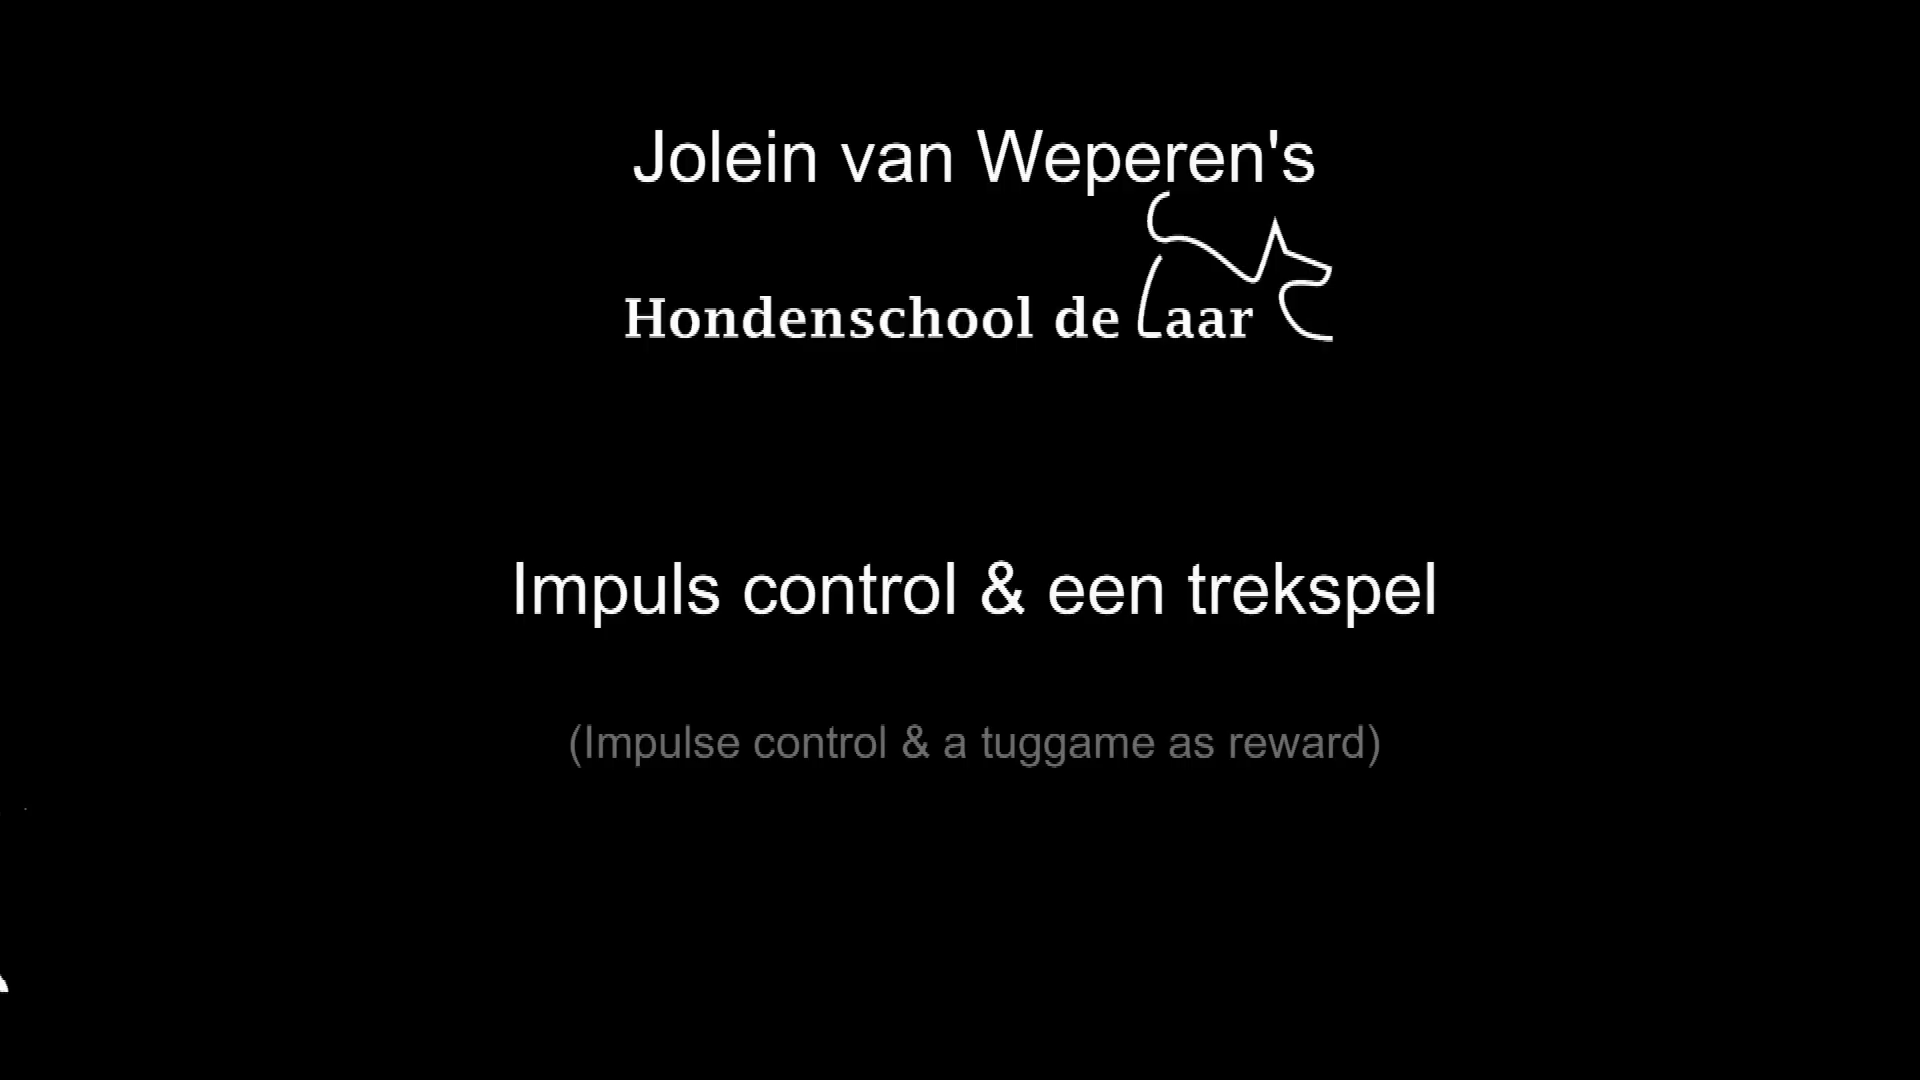 Jolein van Weperen's
Hondenschool de Laar
Impuls control & een trekspel
(Impulse control & a tuggame as reward)